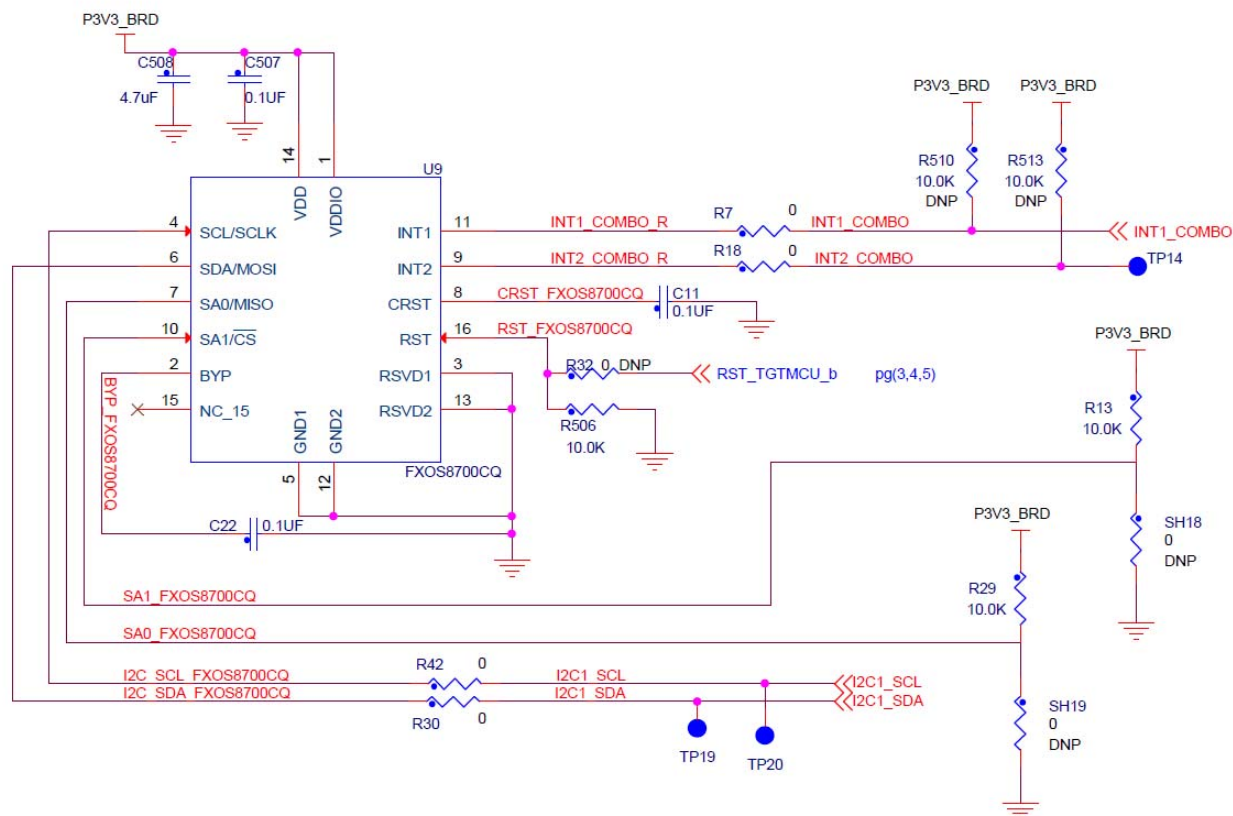 P3V3_BRD
C508
C507
4.7uF
0.1UF
P3V3_BRD
P3V3_BRD
R510
10.0K
DNP
R513
10.0K
DNP
14
1
U9
VDD
VDDIO
4
SCL/SCLK
INT1
11
INT1_COMBO_R
R7
0
INT1_COMBO
INT1_COMBO
6
SDA/MOSI
INT2
9
INT2_COMBO_R
R18
0
INT2_COMBO
TP14
7
SA0/MISO
CRST
8
CRST_FXOS8700CQ
C11
0.1UF
10
SA1/CS
RST
16
RST_FXOS8700CQ
2
BYP
RSVD1
3
R32 0 DNP
RST_TGTMCU_b
pg(3,4,5)
15
NC_15
RSVD2
13
R506
10.0K
GND1
GND2
5
12
FXOS8700CQ
BYP_FXOS8700CQ
C22
0.1UF
P3V3_BRD
R13
10.0K
SH18
0
DNP
P3V3_BRD
R29
10.0K
SA1_FXOS8700CQ
SA0_FXOS8700CQ
I2C_SCL_FXOS8700CQ
R42
0
I2C1_SCL
I2C1_SCL
I2C_SDA_FXOS8700CQ
R30
0
I2C1_SDA
I2C1_SDA
SH19
0
DNP
TP19
TP20